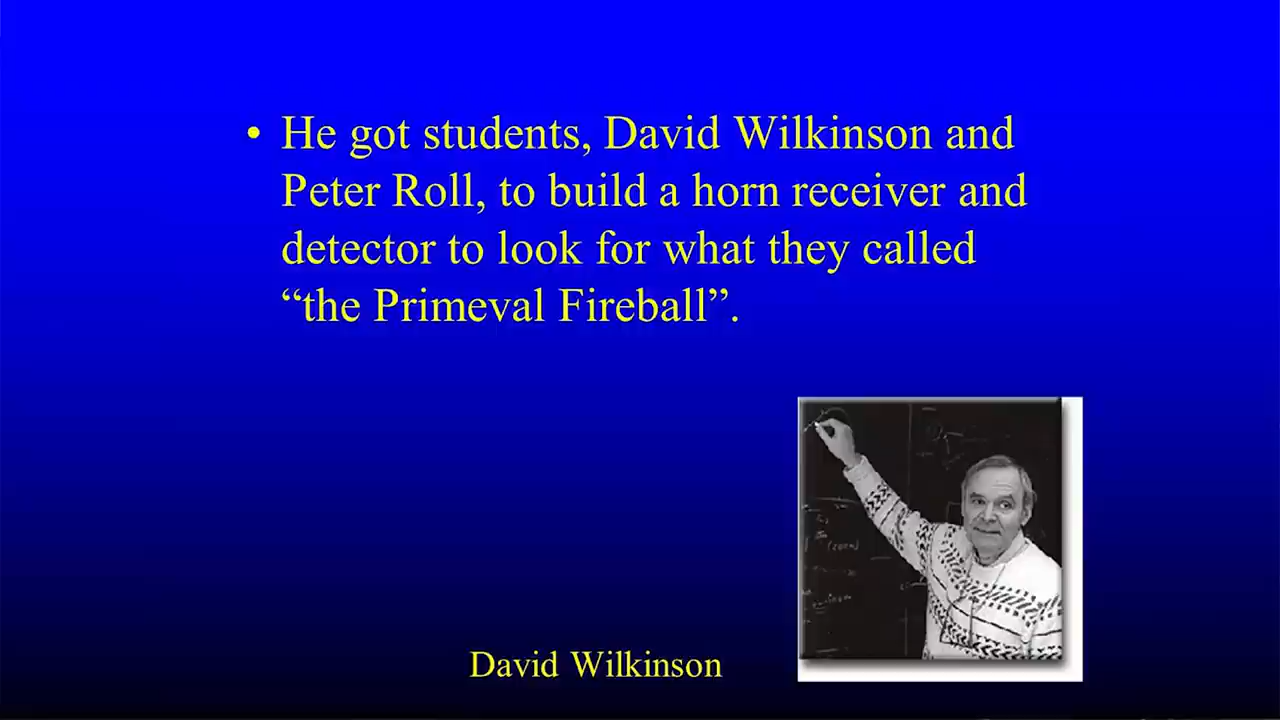 • He got students, David Wilkinson and
Peter Roll, to build a horn receiver and
detector to look for what they called
“the Primeval Fireball”.
David Wilkinson